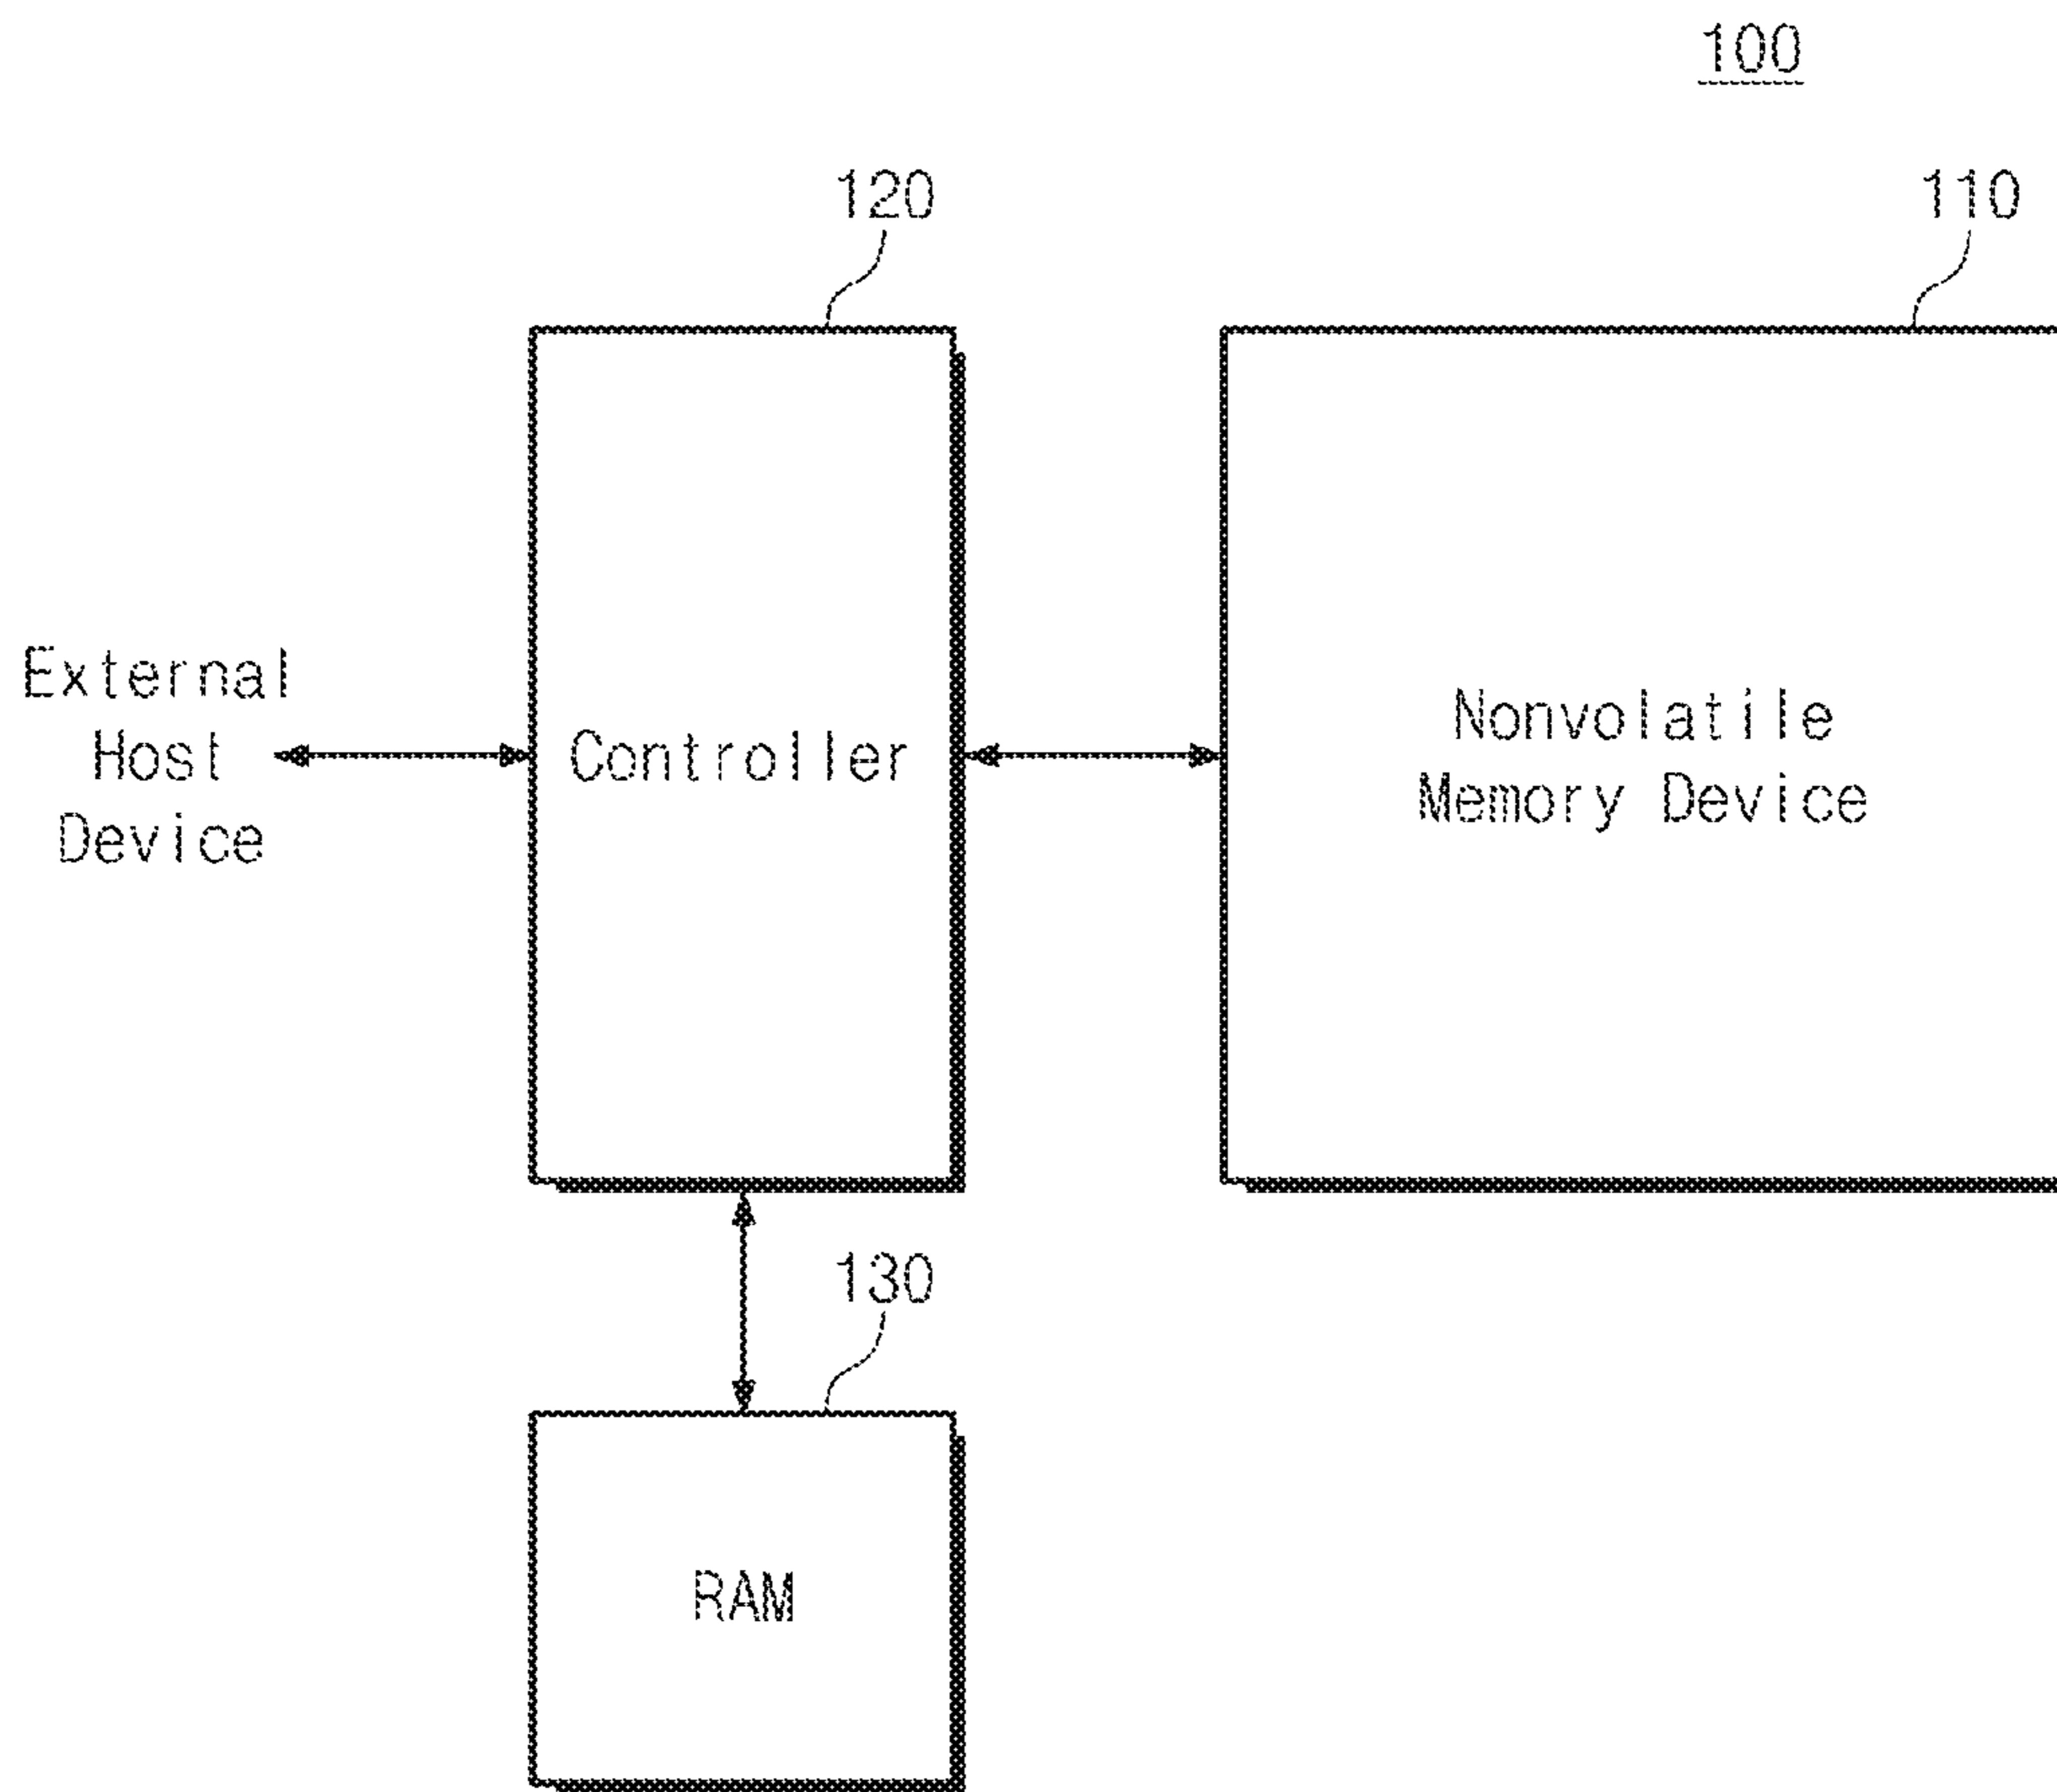 100
120
110
External
Host
Device
Controller
Nonvolatile
Memory Device
130
RAM